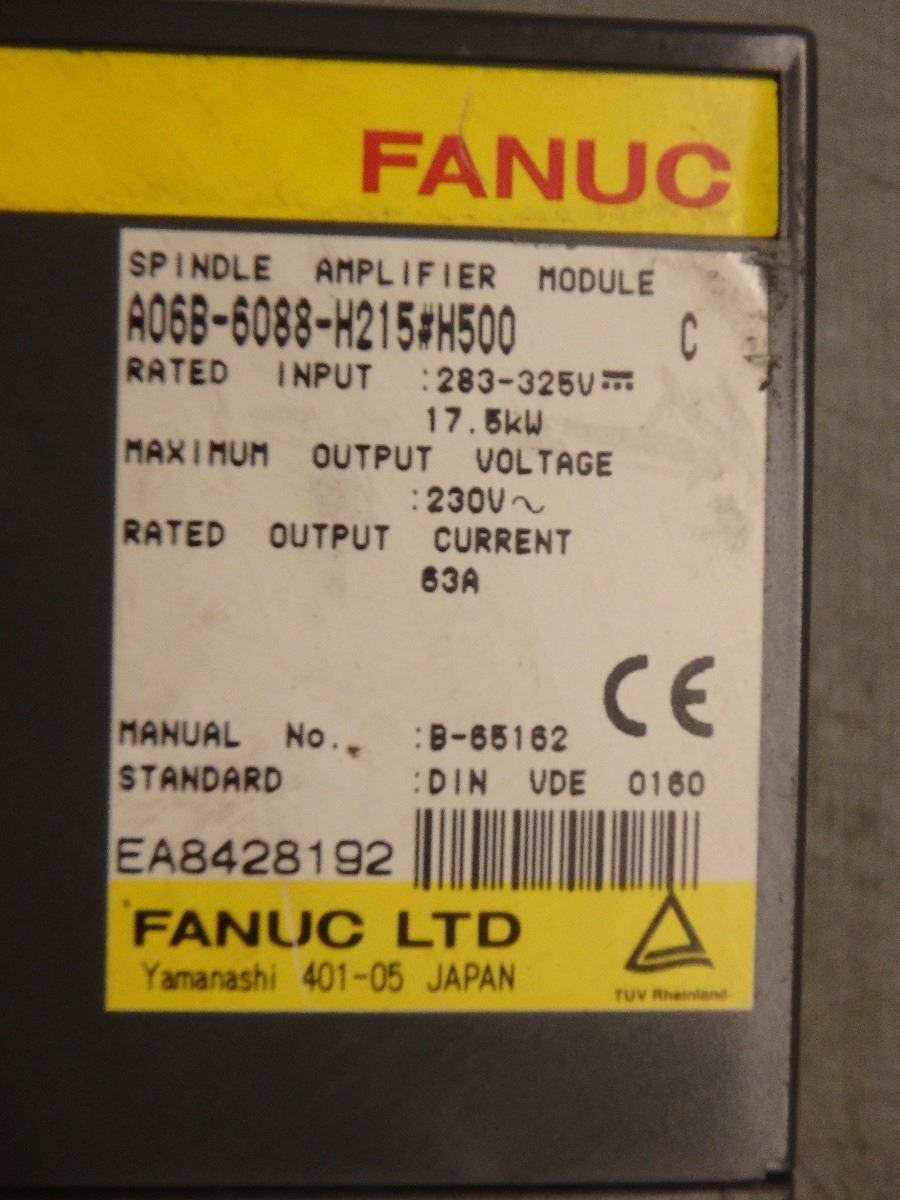 FANUC
SPINDLE AMPLIFIER MODULE
A06B-6088-H215#H500 C
RATED INPUT :283-325V⎓
17.5kW
MAXIMUM OUTPUT VOLTAGE
:230V~
RATED OUTPUT CURRENT
63A
CE
MANUAL No. :B-65162
STANDARD :DIN VDE 0160
EA8428192
FANUC LTD
Yamanashi 401-05 JAPAN
TUV Rheinland